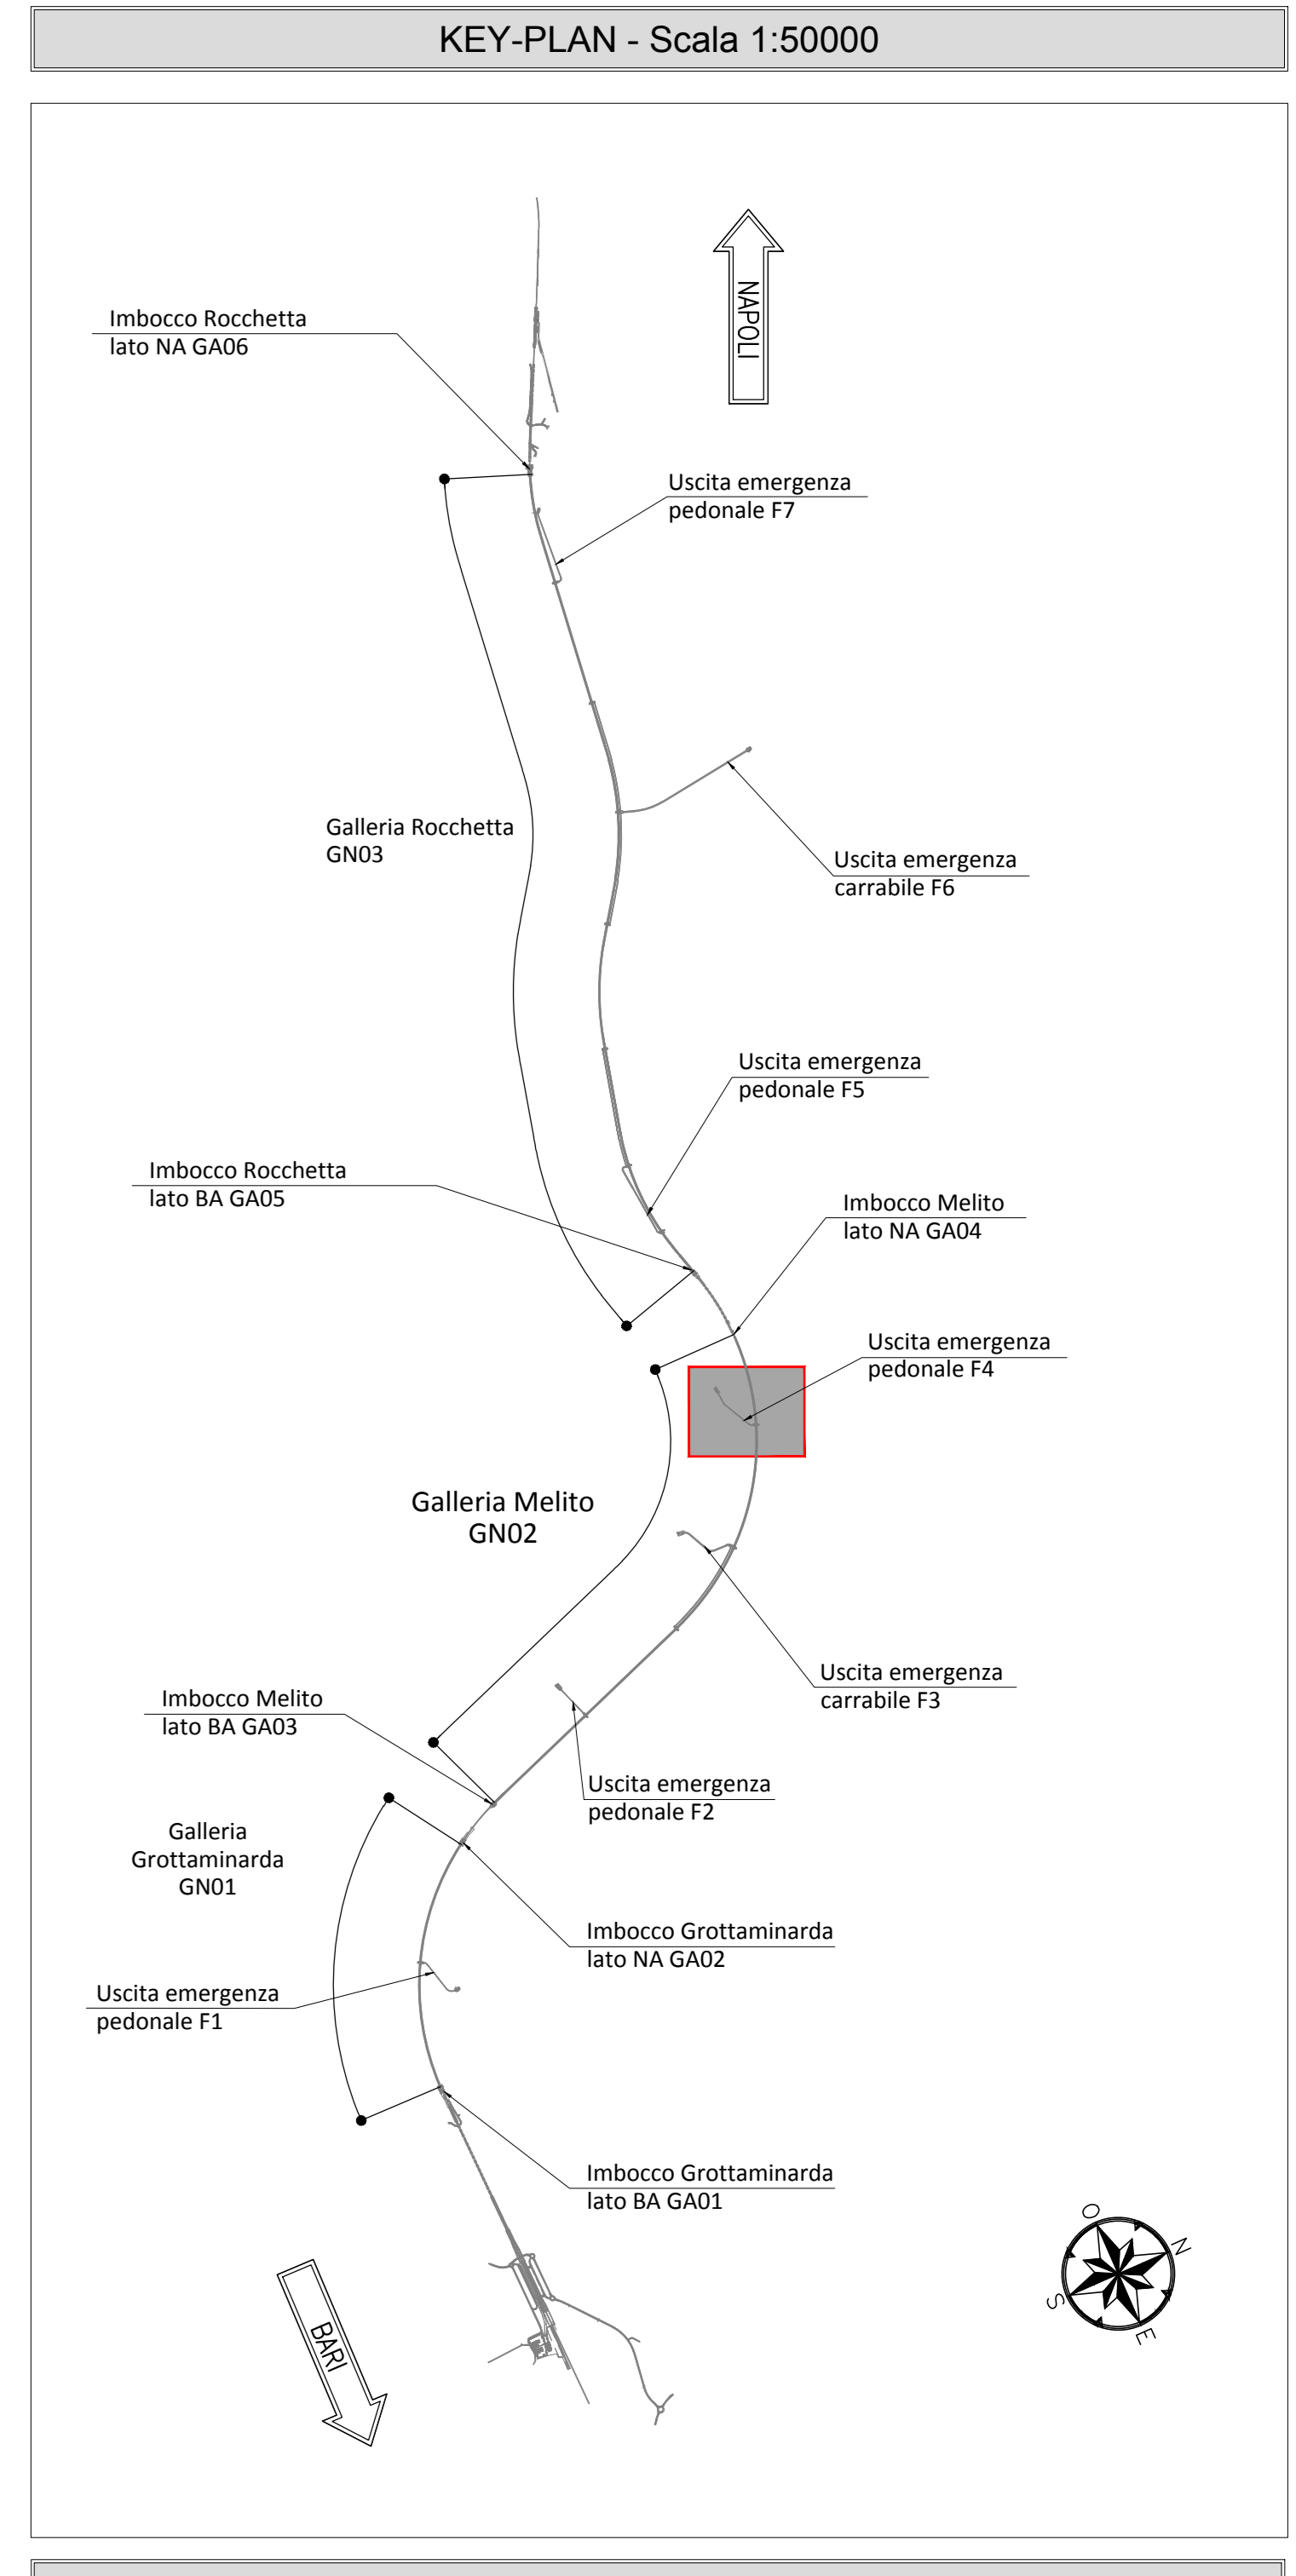 KEY-PLAN - Scala 1:50000
NAPOLI
Imbocco Rocchetta
lato NA GA06
Uscita emergenza
pedonale F7
Galleria Rocchetta
GN03
Uscita emergenza
carrabile F6
Uscita emergenza
pedonale F5
Imbocco Rocchetta
lato BA GA05
Imbocco Melito
lato NA GA04
Uscita emergenza
pedonale F4
Galleria Melito
GN02
Uscita emergenza
carrabile F3
Imbocco Melito
lato BA GA03
Uscita emergenza
pedonale F2
Galleria
Grottaminarda
GN01
Imbocco Grottaminarda
lato NA GA02
Uscita emergenza
pedonale F1
Imbocco Grottaminarda
lato BA GA01
BARI
O
N
S
E